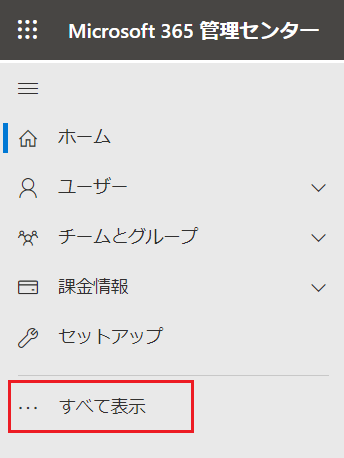 Microsoft 365 管理センター
ホーム
ユーザー
チームとグループ
課金情報
セットアップ
… すべて表示